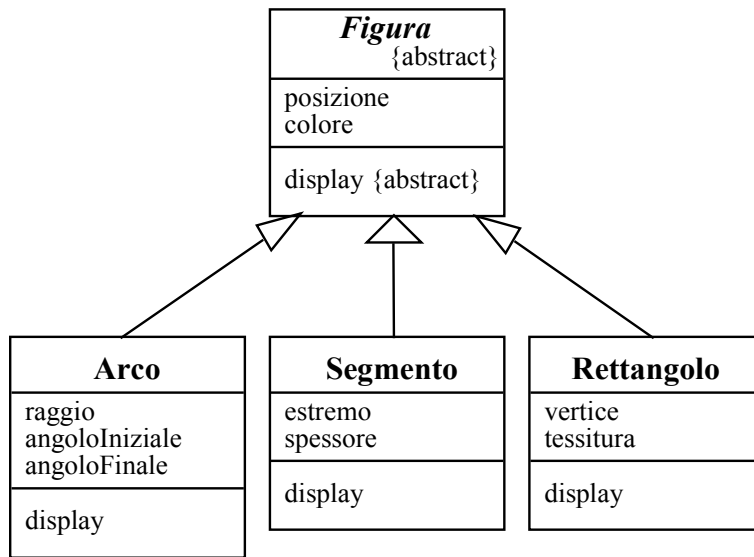 Figura
{abstract}
posizione
colore
display {abstract}
Arco
raggio
angoloIniziale
angoloFinale
display
Segmento
estremo
spessore
display
Rettangolo
vertice
tessitura
display